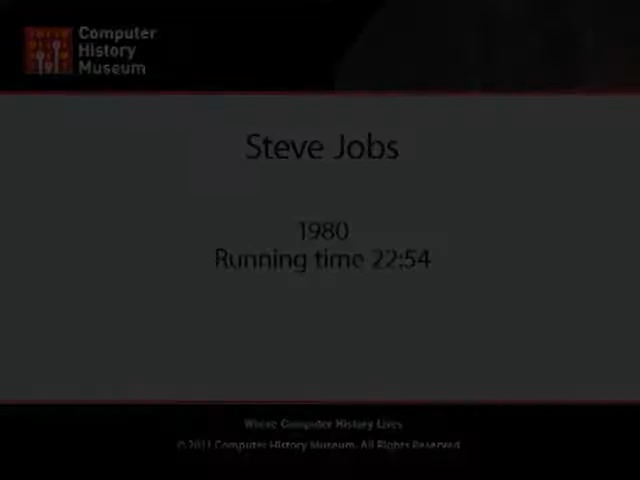 Computer
History
Museum
Steve Jobs
1980
Running time 22:54
Where Computer History Lives
© 2011 Computer History Museum. All Rights Reserved.